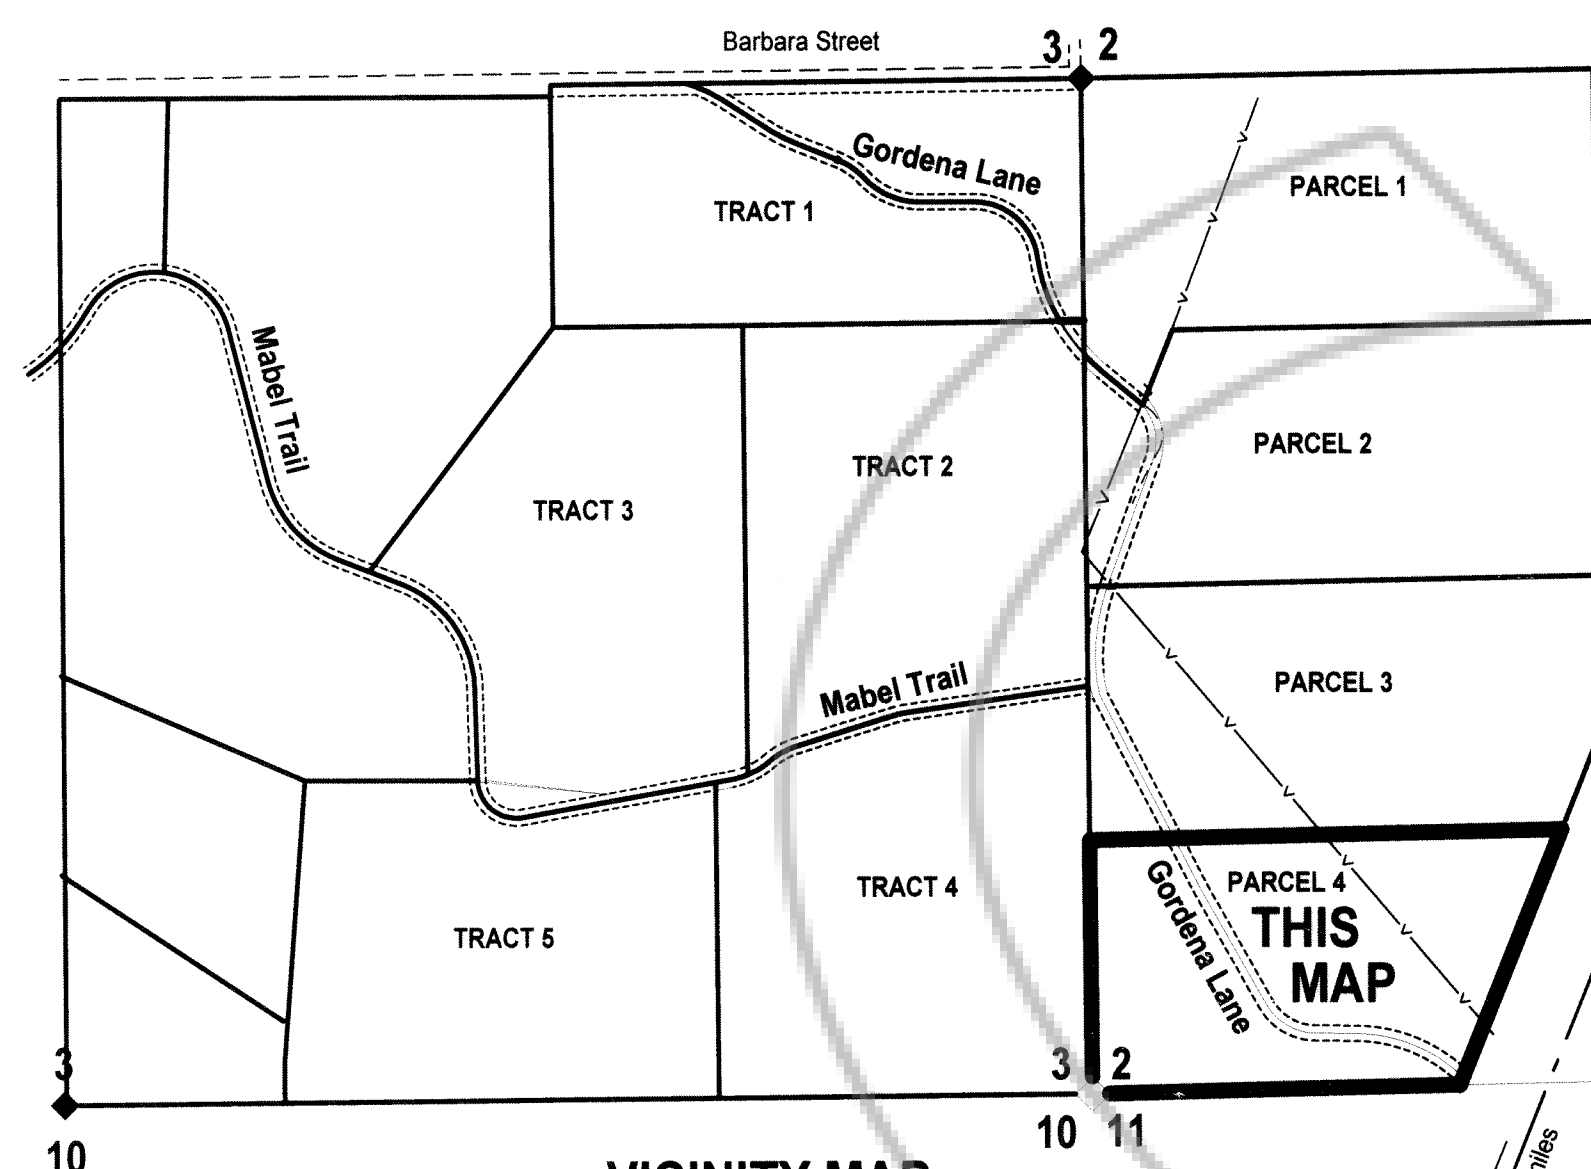 Barbara Street
3 2
Gordena Lane
PARCEL 1
TRACT 1
Mabel Trail
PARCEL 2
TRACT 2
TRACT 3
PARCEL 3
Mabel Trail
PARCEL 4
TRACT 4
THIS
MAP
Gordena Lane
TRACT 5
3
3 2
10 11
10
VICINITY MAP